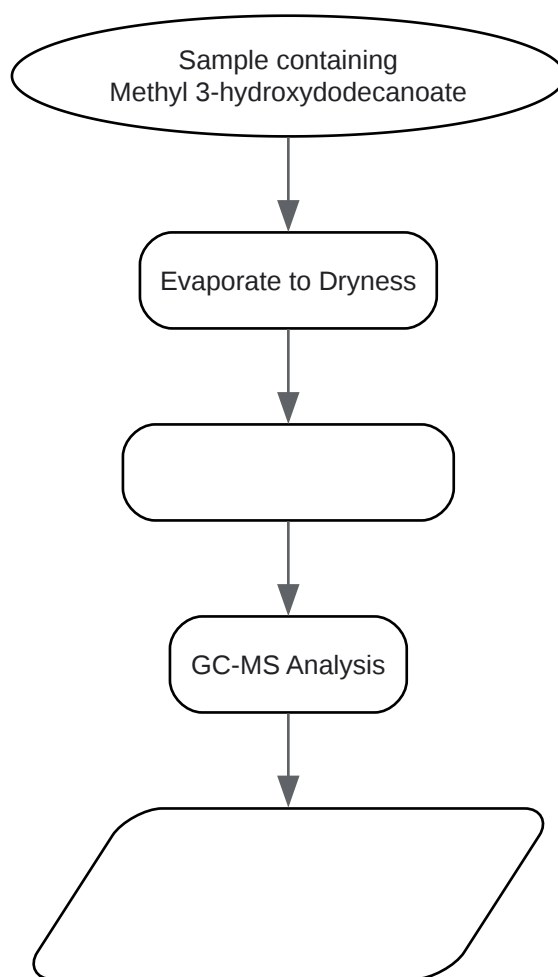 Sample containing
Methyl 3-hydroxydodecanoate
Evaporate to Dryness
GC-MS Analysis